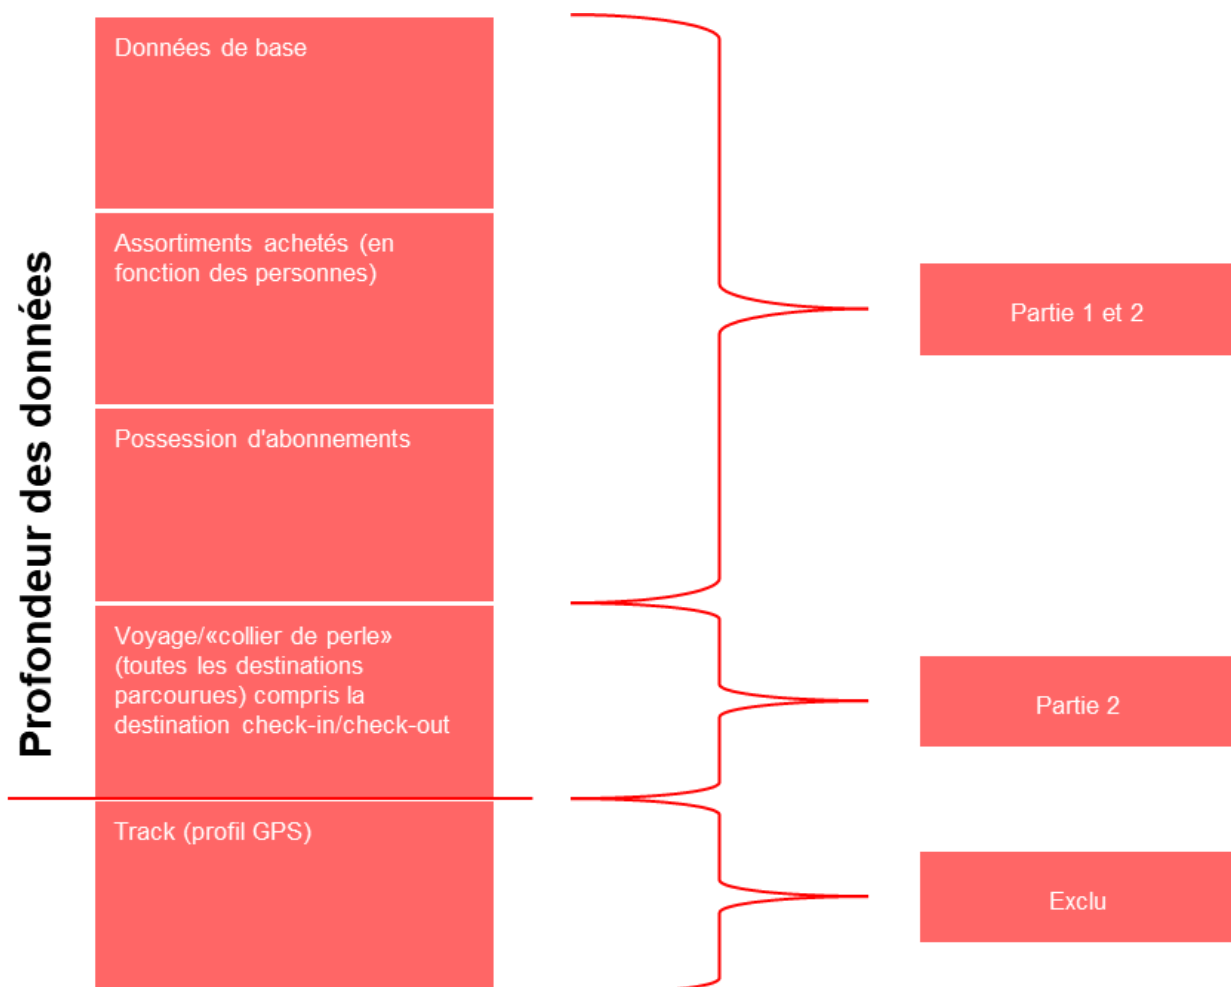 Profondeur des données
Données de base
Assortiments achetés (en
fonction des personnes)
Possession d'abonnements
Voyage/«collier de perle»
(toutes les destinations
parcourues) compris la
destination check-in/check-out
Track (profil GPS)
Partie 1 et 2
Partie 2
Exclu